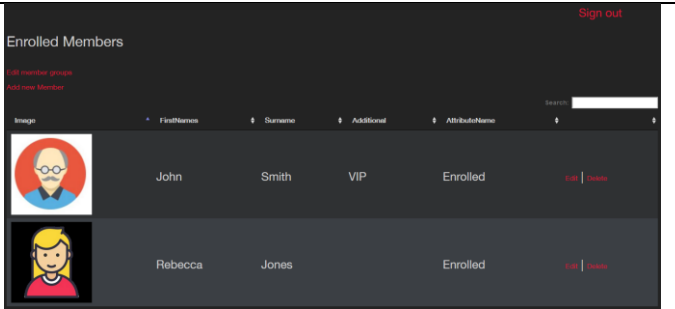 Sign out
Enrolled Members
Edit member groups
Add new Member
Search:
Image FirstNames Surname Additional AttributeName
John Smith VIP Enrolled Edit | Delete
Rebecca Jones Enrolled Edit | Delete